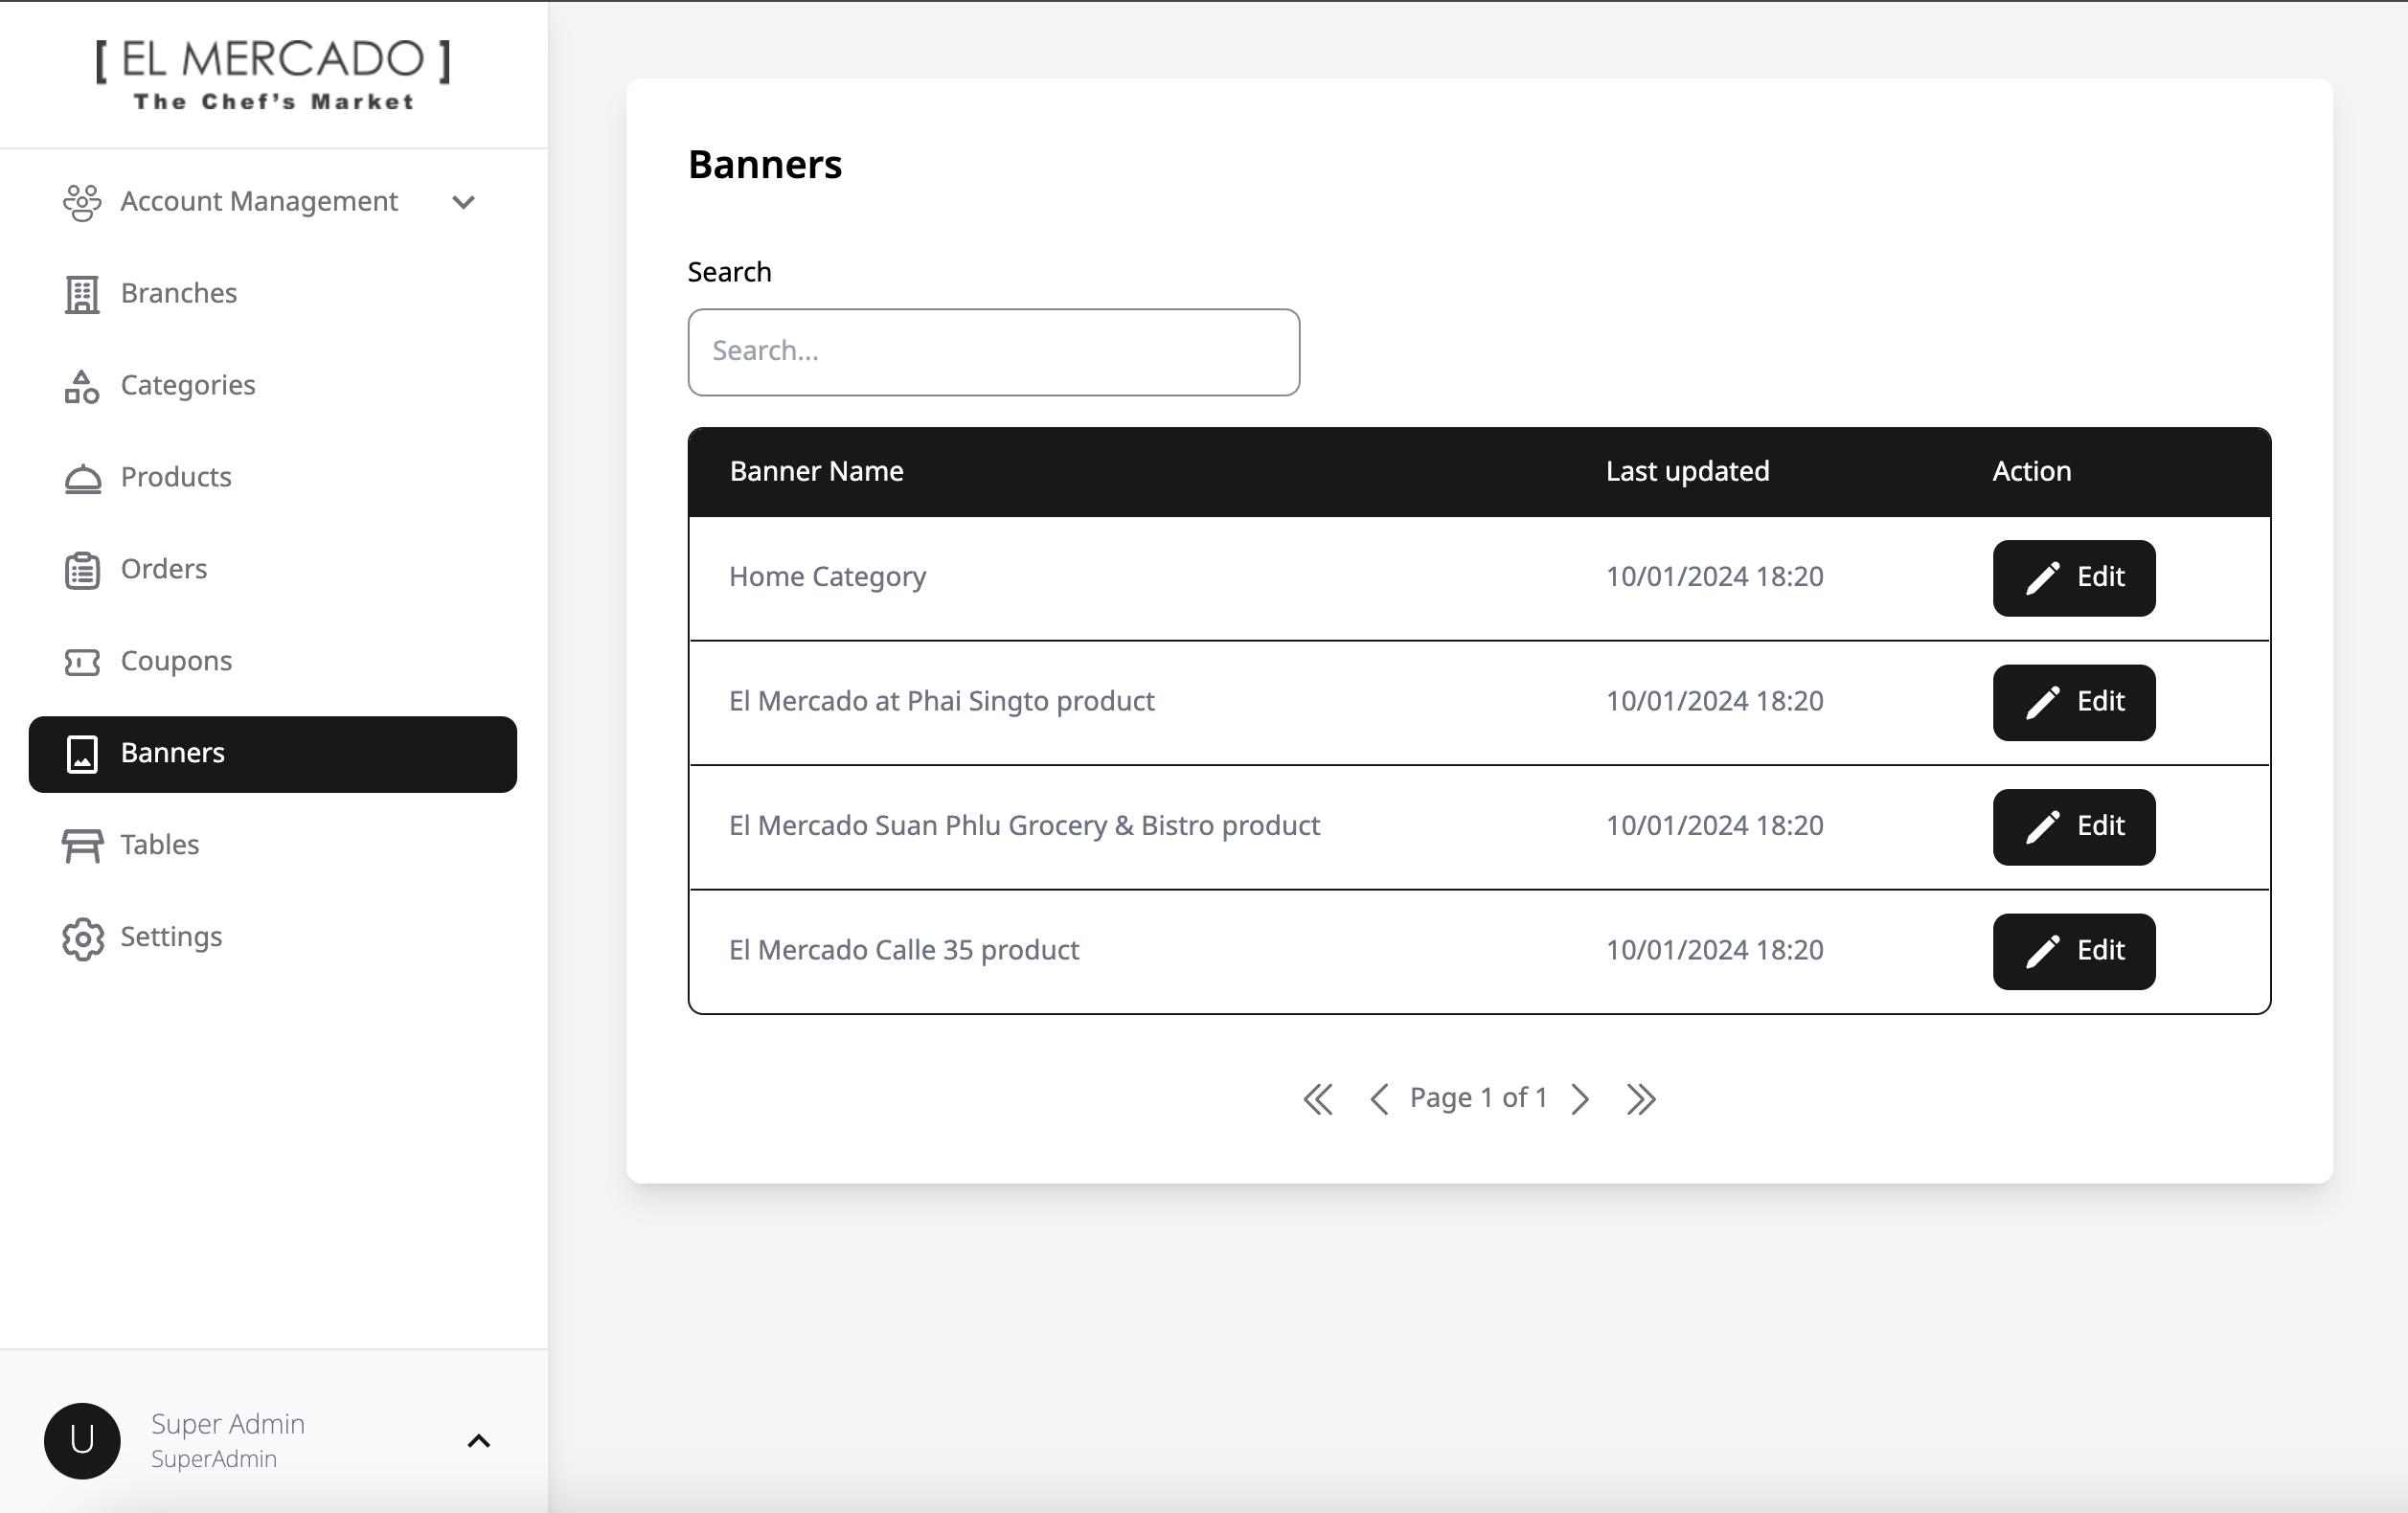 [ EL MERCADO ]
The Chef's Market
Account Management
Branches
Categories
Products
Orders
Coupons
Banners
Tables
Settings
U
Super Admin
SuperAdmin
Banners
Search
Search...
Banner Name Last updated Action
Home Category 10/01/2024 18:20 Edit
El Mercado at Phai Singto product 10/01/2024 18:20 Edit
El Mercado Suan Phlu Grocery & Bistro product 10/01/2024 18:20 Edit
El Mercado Calle 35 product 10/01/2024 18:20 Edit
Page 1 of 1